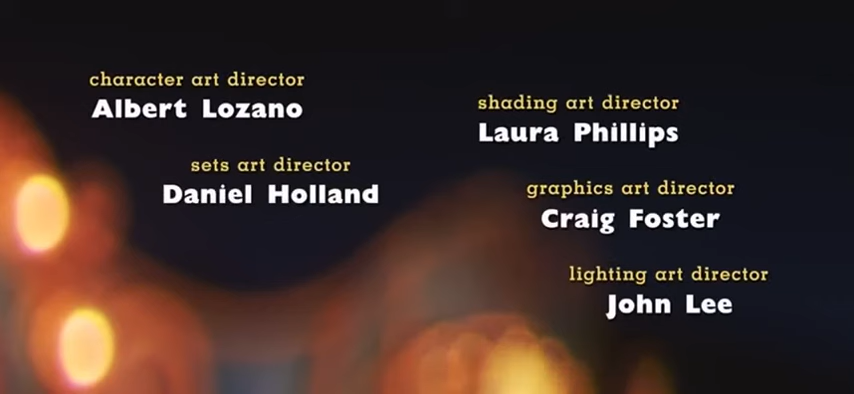 character art director
Albert Lozano
sets art director
Daniel Holland
shading art director
Laura Phillips
graphics art director
Craig Foster
lighting art director
John Lee